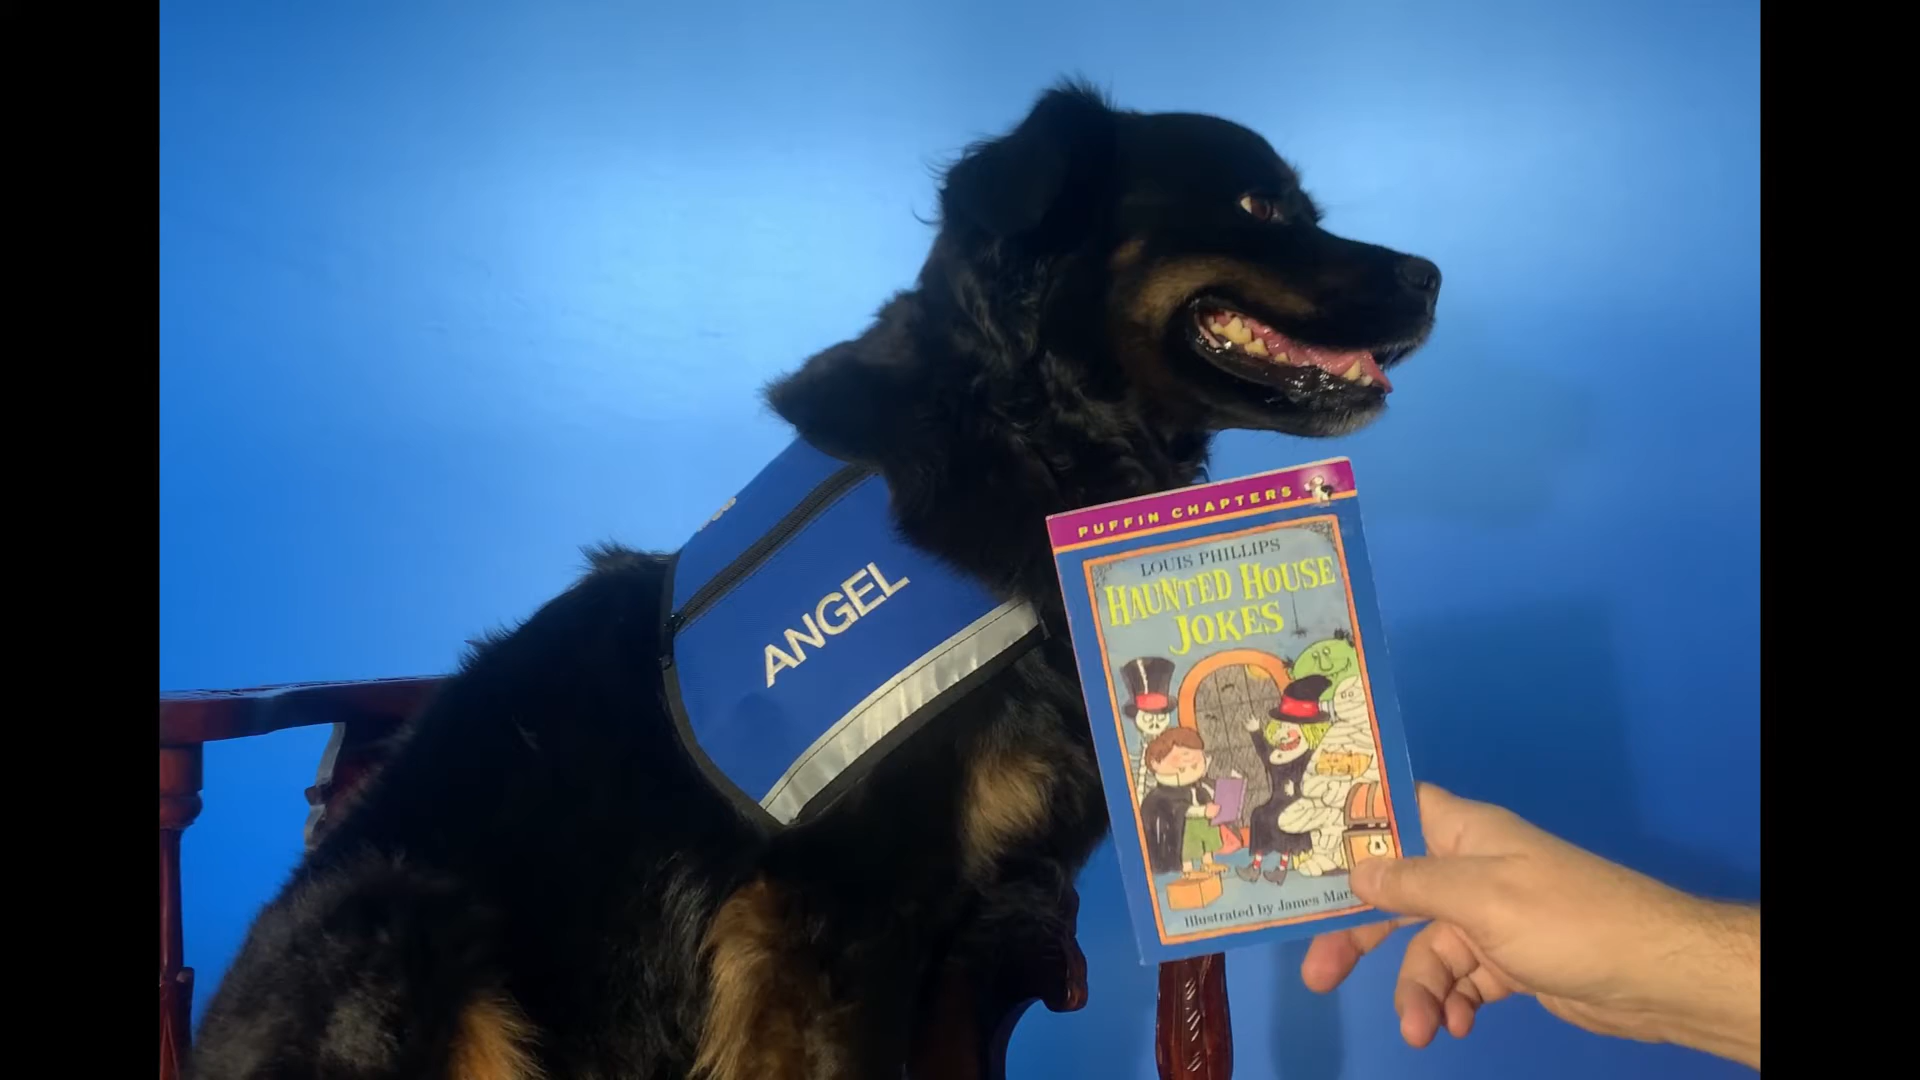 ANGEL
PUFFIN CHAPTERS
LOUIS PHILLIPS
HAUNTED HOUSE
JOKES
Illustrated by James